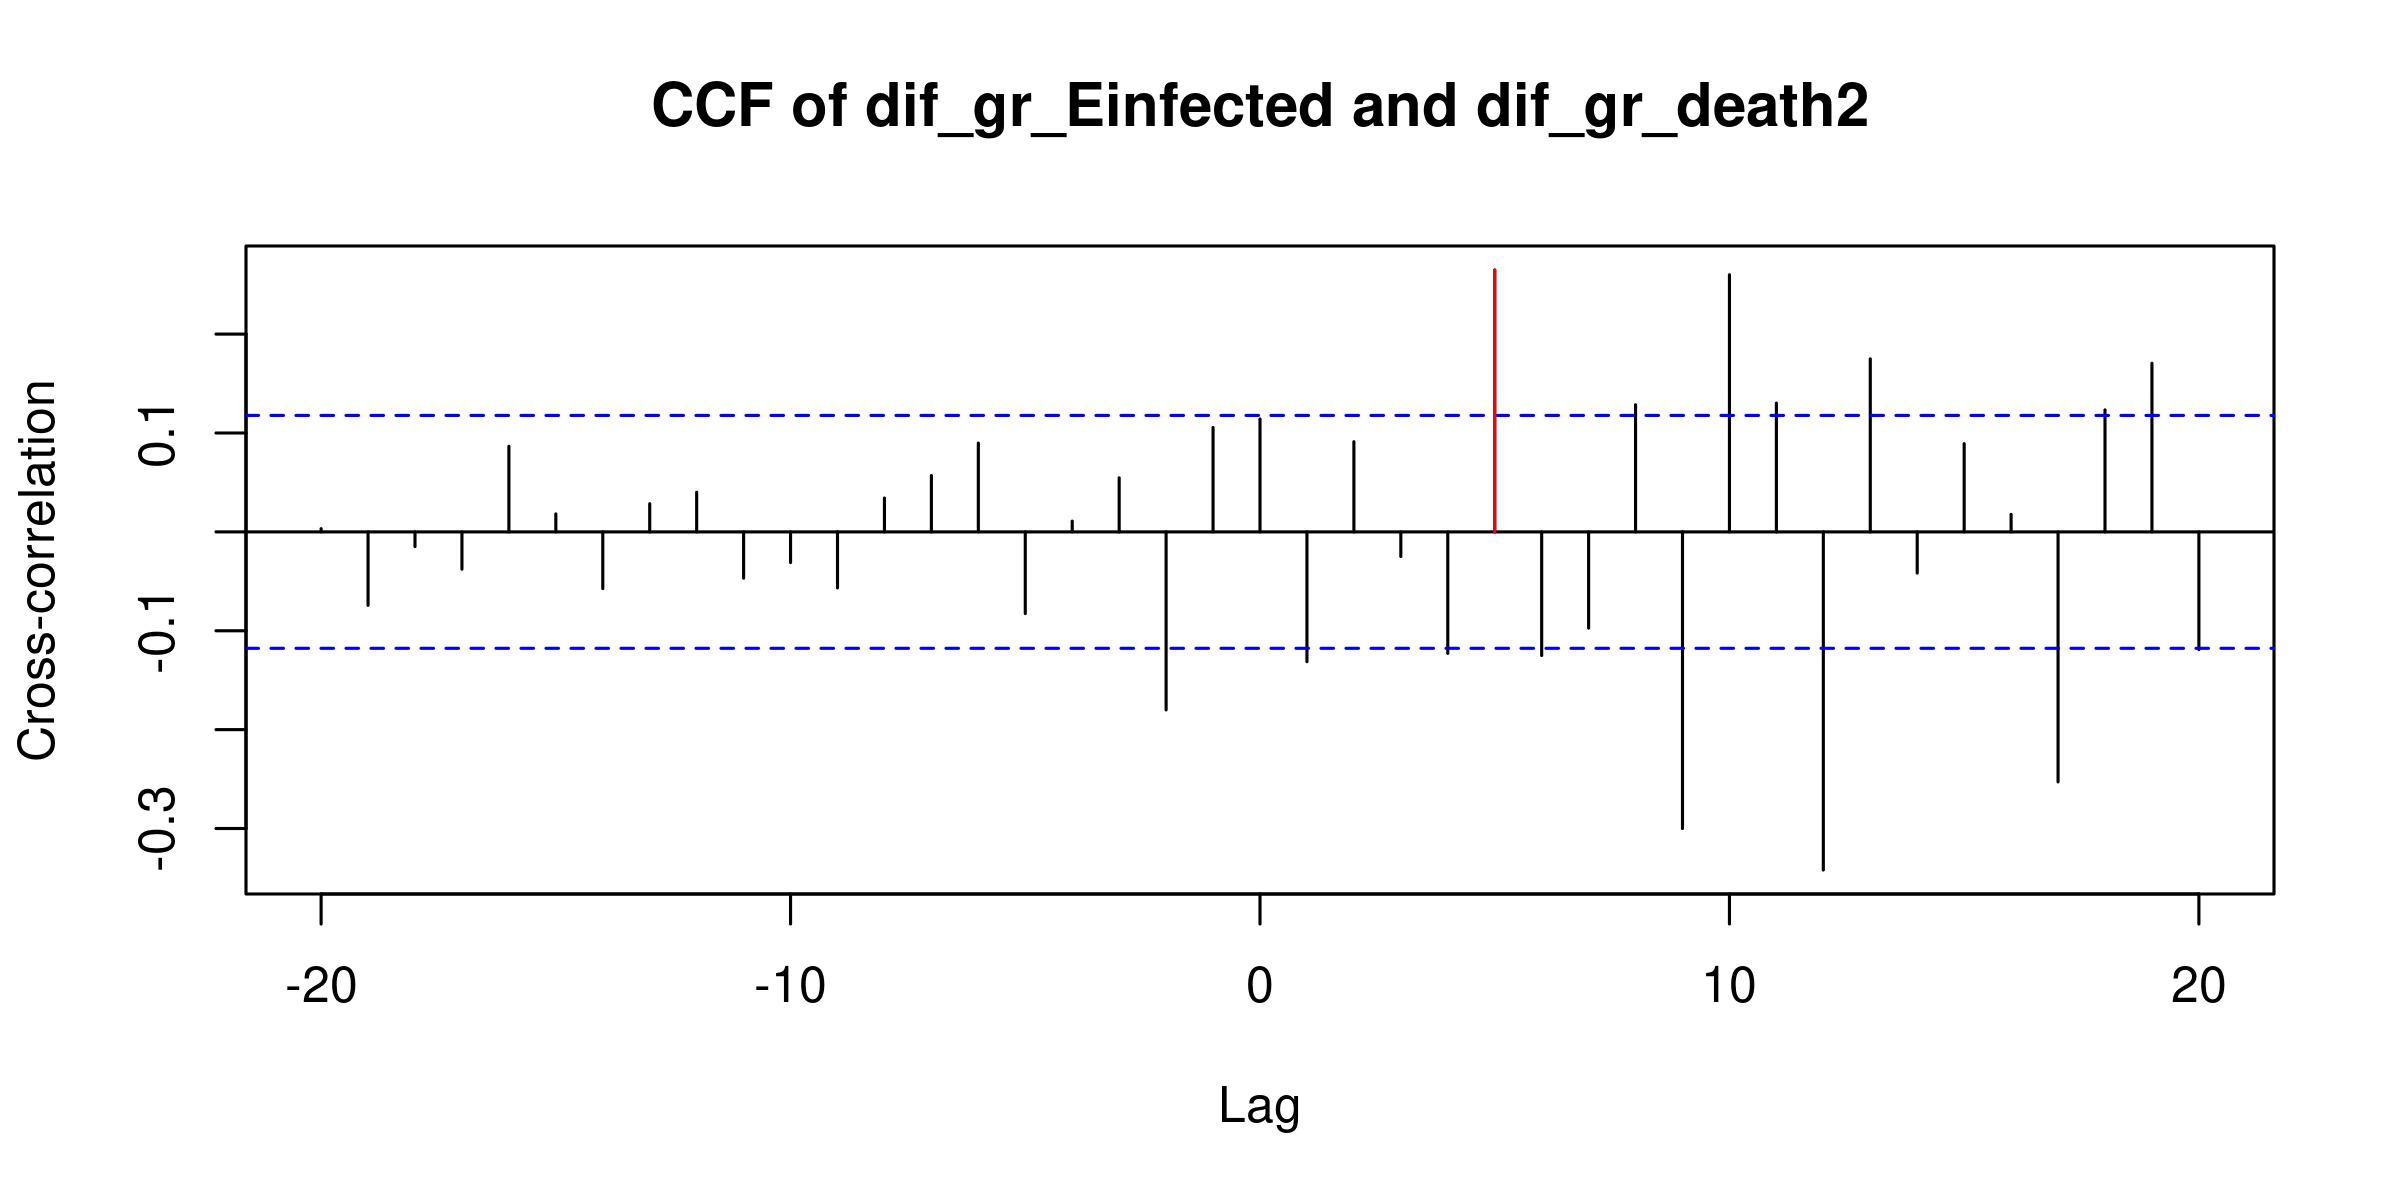 CCF of dif_gr_Einfected and dif_gr_death2
Cross-correlation
0.1
-0.1
-0.3
-20 -10 0 10 20
Lag